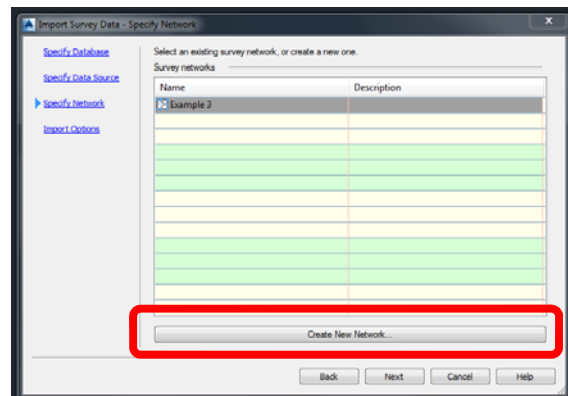 Import Survey Data - Specify Network
x
Specify Database
Specify Data Source
Specify Network
Import Options
Select an existing survey network, or create a new one.
Survey networks
Name Description
Example 3
Create New Network...
Back Next Cancel Help